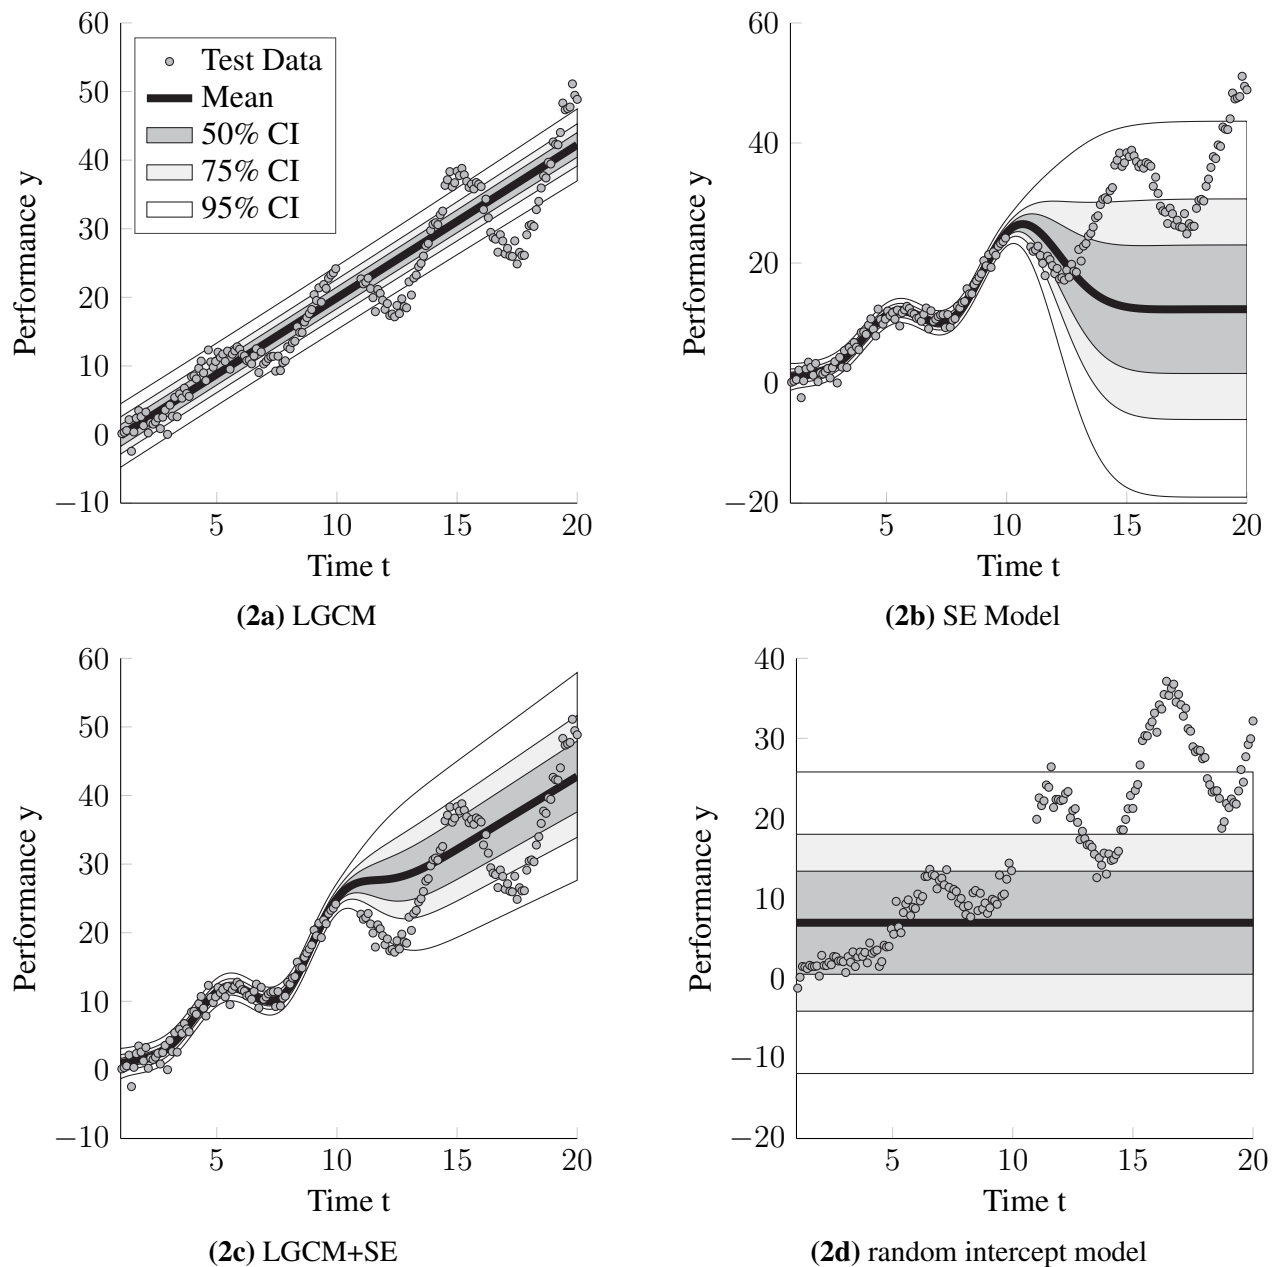 60
50
40
30
20
10
0
−10
5
10
15
20
Performance y
Time t
Test Data
Mean
50% CI
75% CI
95% CI
(2a) LGCM
60
40
20
0
−20
5
10
15
20
Performance y
Time t
(2b) SE Model
60
50
40
30
20
10
0
−10
5
10
15
20
Performance y
Time t
(2c) LGCM+SE
40
30
20
10
0
−10
−20
5
10
15
20
Performance y
Time t
(2d) random intercept model